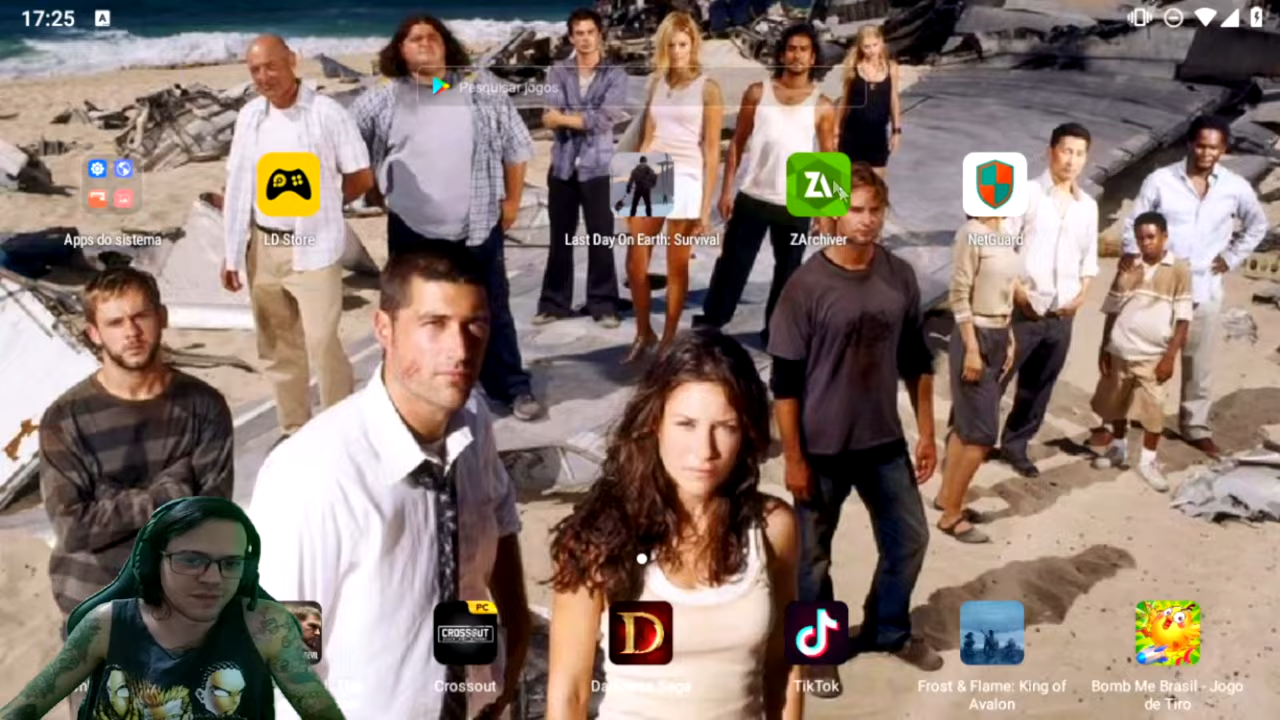 17:25
Pesquisar jogos
Apps do sistema
LD Store
Last Day On Earth: Survival
ZArchiver
NetGuard
PC
CROSSOUT
D
Crossout
TikTok
Frost & Flame: King of
Avalon
Bomb Me Brasil - Jogo
de Tiro